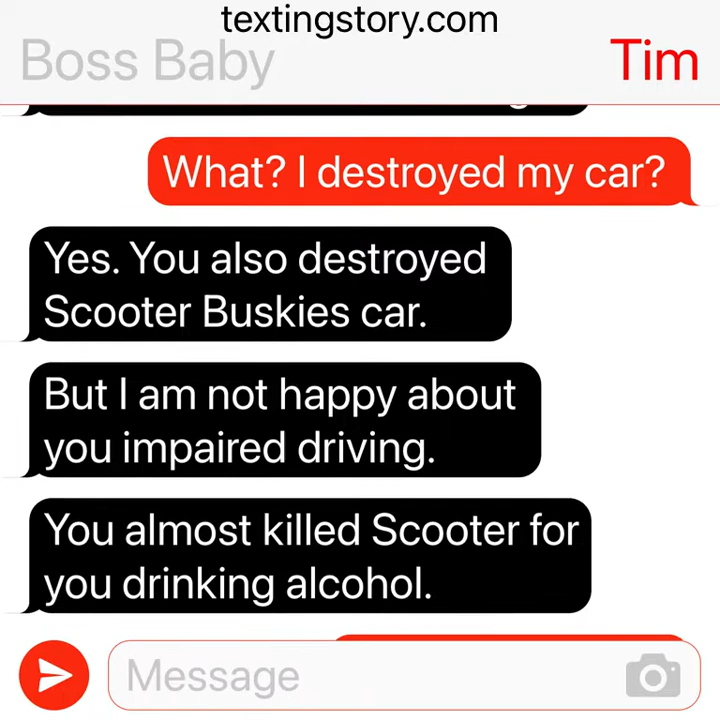 textingstory.com
Boss Baby
Tim
What? I destroyed my car?
Yes. You also destroyed
Scooter Buskies car.
But I am not happy about
you impaired driving.
You almost killed Scooter for
you drinking alcohol.
Message